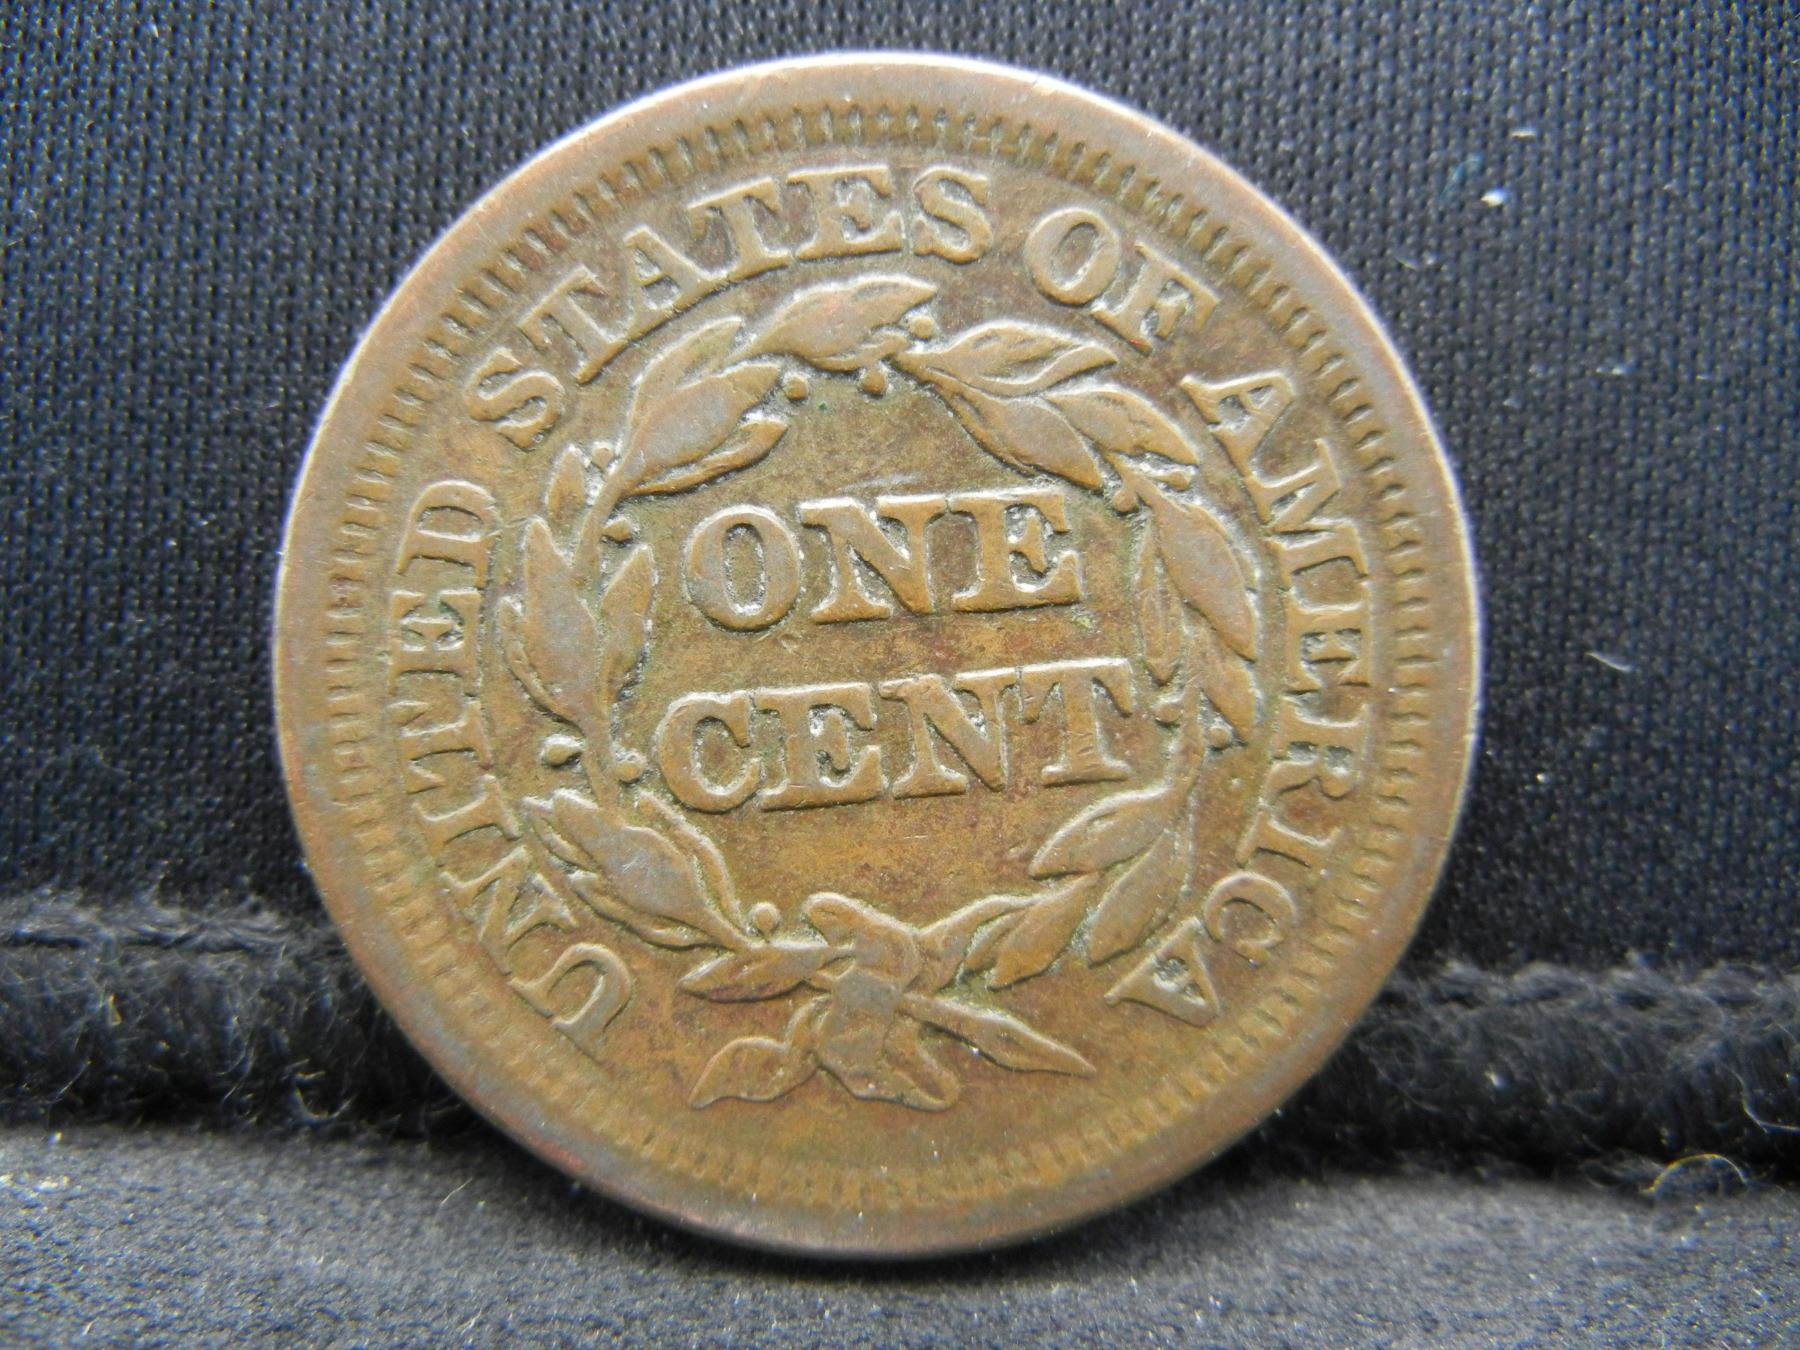 UNITED STATES OF AMERICA
ONE
CENT